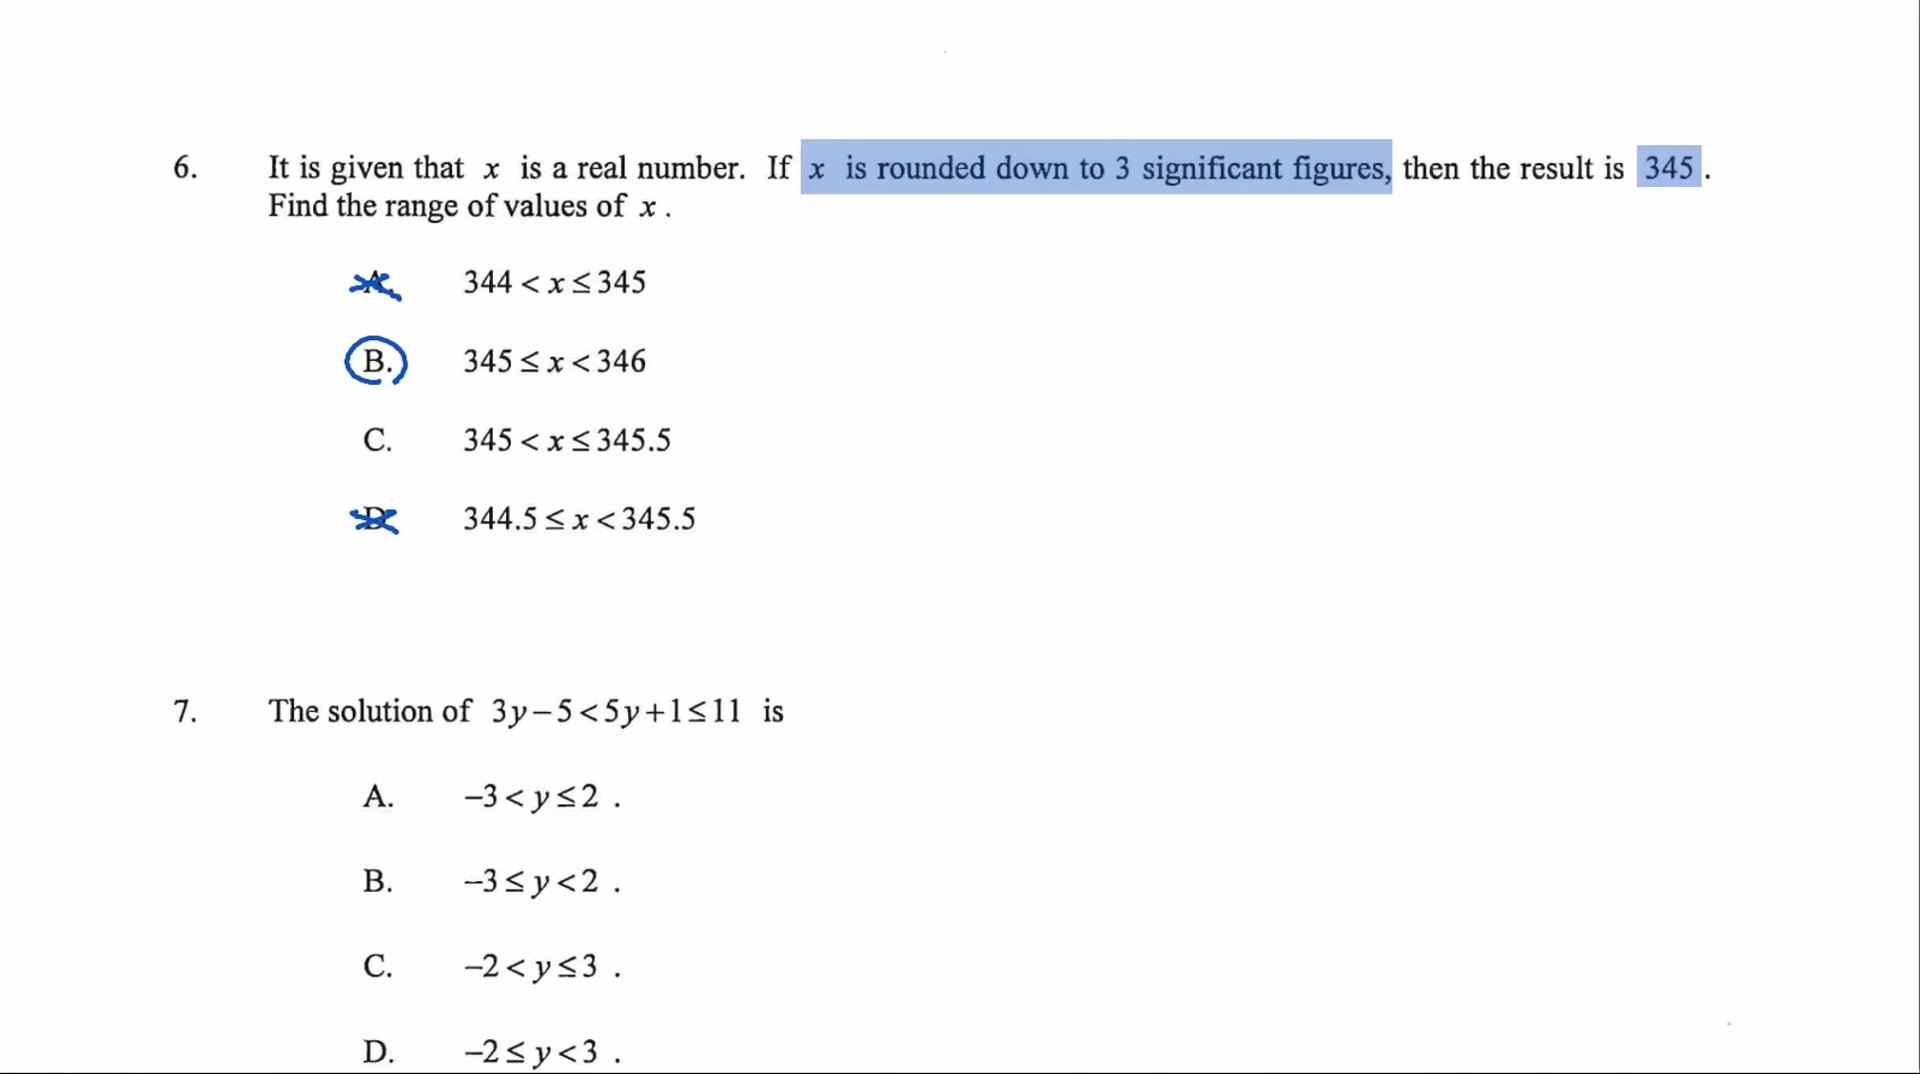 6. It is given that x is a real number. If x is rounded down to 3 significant figures, then the result is 345 .
Find the range of values of x .
A. 344 < x ≤ 345
B. 345 ≤ x < 346
C. 345 < x ≤ 345.5
D. 344.5 ≤ x < 345.5
7. The solution of 3y – 5 < 5y + 1 ≤ 11 is
A. –3 < y ≤ 2 .
B. –3 ≤ y < 2 .
C. –2 < y ≤ 3 .
D. –2 ≤ y < 3 .